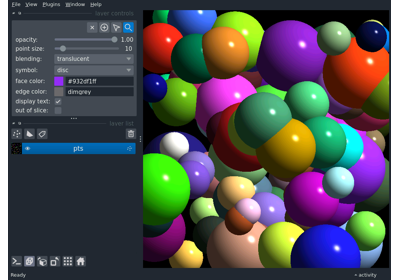 File View Plugins Window Help
layer controls
opacity: 1.00
point size: 10
blending: translucent
symbol: disc
face color: #932df1ff
edge color: dimgrey
display text: ✓
out of slice:
layer list
pts
Ready activity